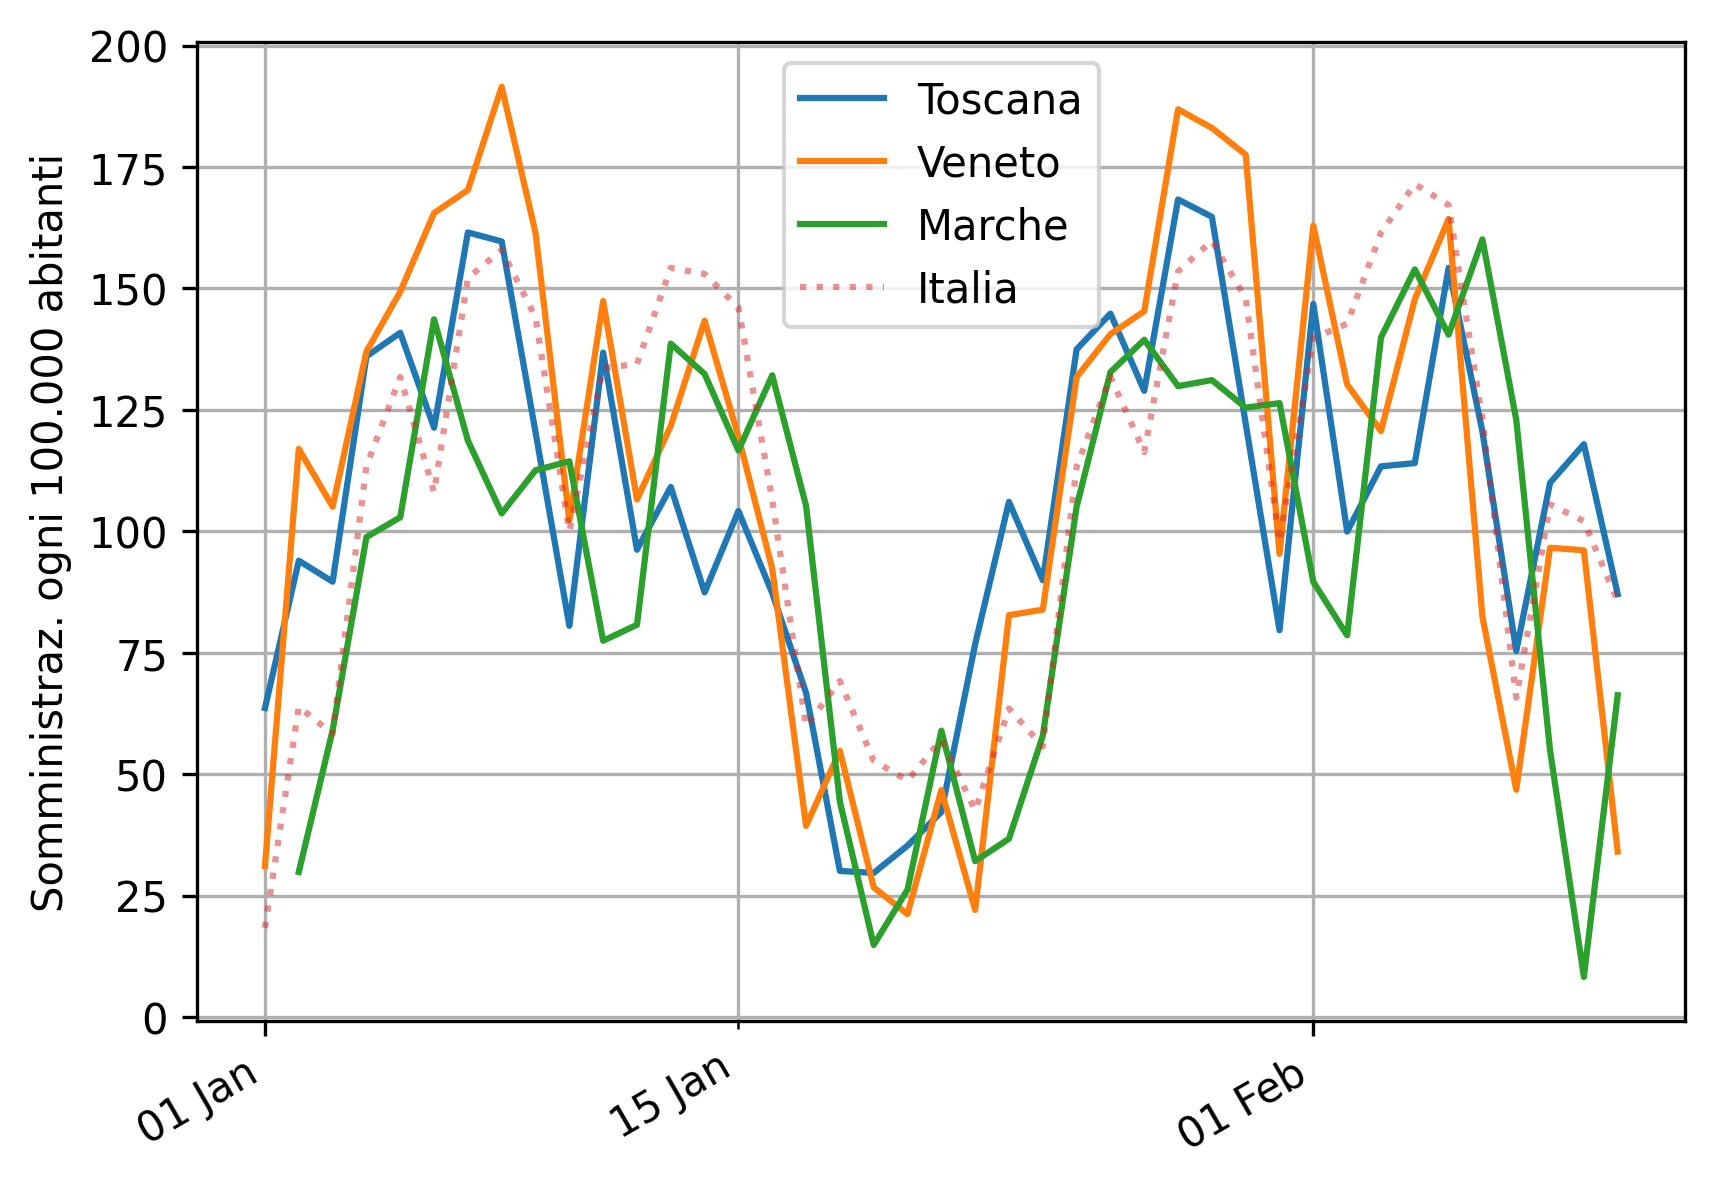 Somministraz. ogni 100.000 abitanti
200
175
150
125
100
75
50
25
0
Toscana
Veneto
Marche
Italia
01 Jan
15 Jan
01 Feb